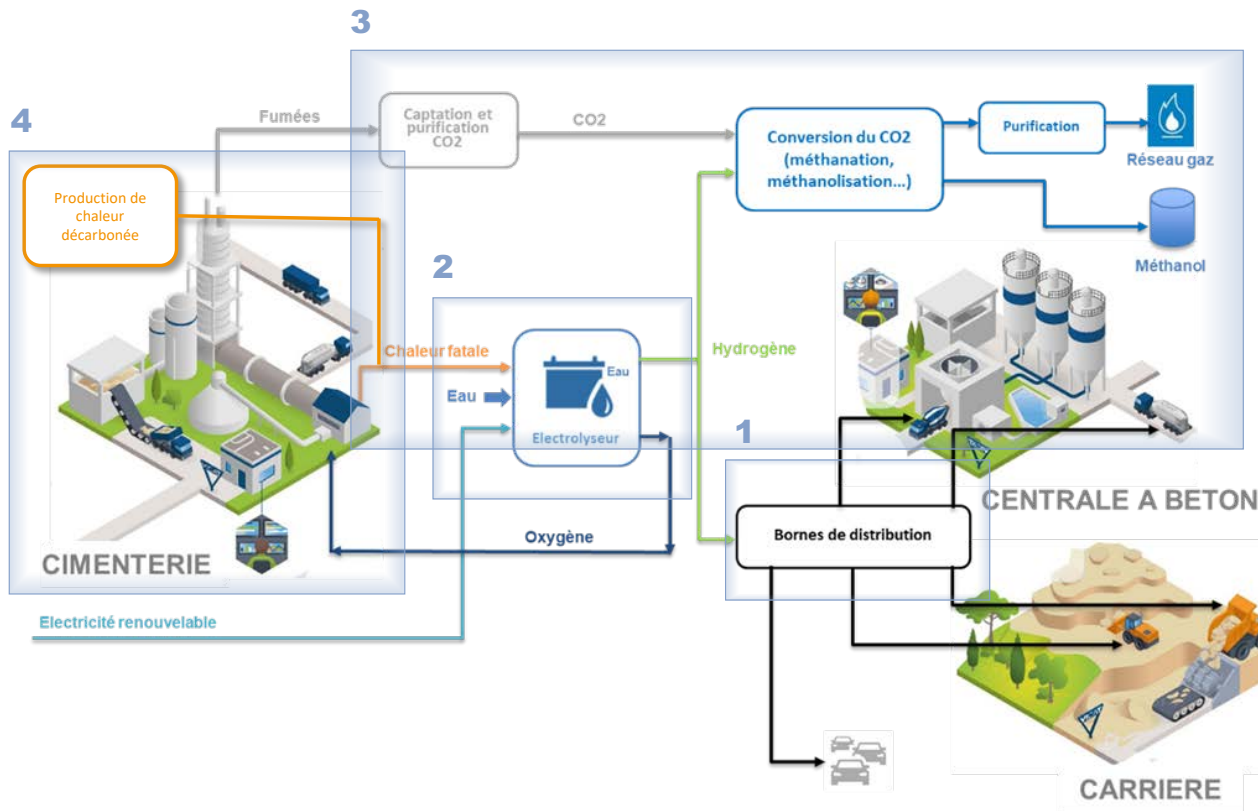 3
4
Fumées
Captation et
purification
CO2
CO2
Conversion du CO2
(méthanation,
méthanolisation...)
Purification
Réseau gaz
Méthanol
Production de
chaleur
décarbonée
2
Chaleur fatale
Eau
Eau
Electrolyseur
Hydrogène
1
CENTRALE A BETON
Bornes de distribution
Oxygène
CIMENTERIE
Electricité renouvelable
CARRIERE